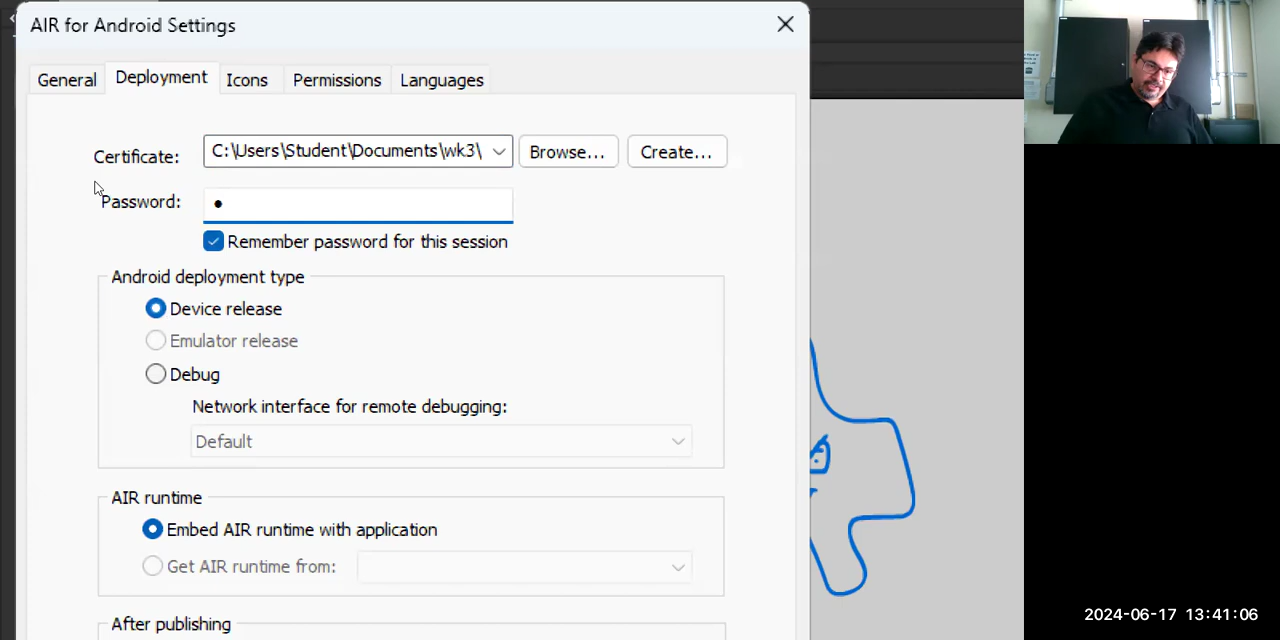 AIR for Android Settings
General Deployment Icons Permissions Languages
Certificate: C:\Users\Student\Documents\wk3\ Browse... Create...
Password: ●
Remember password for this session
Android deployment type
Device release
Emulator release
Debug
Network interface for remote debugging:
Default
AIR runtime
Embed AIR runtime with application
Get AIR runtime from:
After publishing
2024-06-17 13:41:06